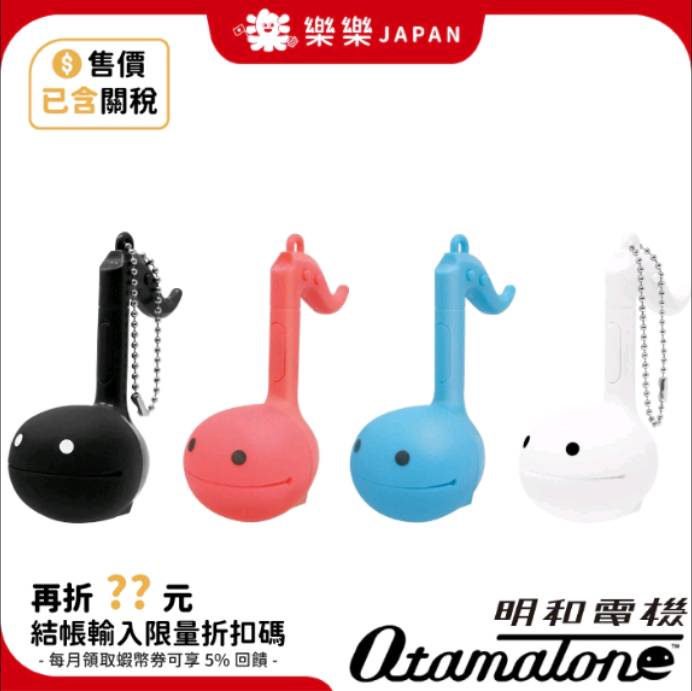 樂樂 JAPAN
$ 售價
已含關稅
再折 ?? 元
結帳輸入限量折扣碼
- 每月領取蝦幣券可享 5% 回饋 -
明和電機
Otamatone™